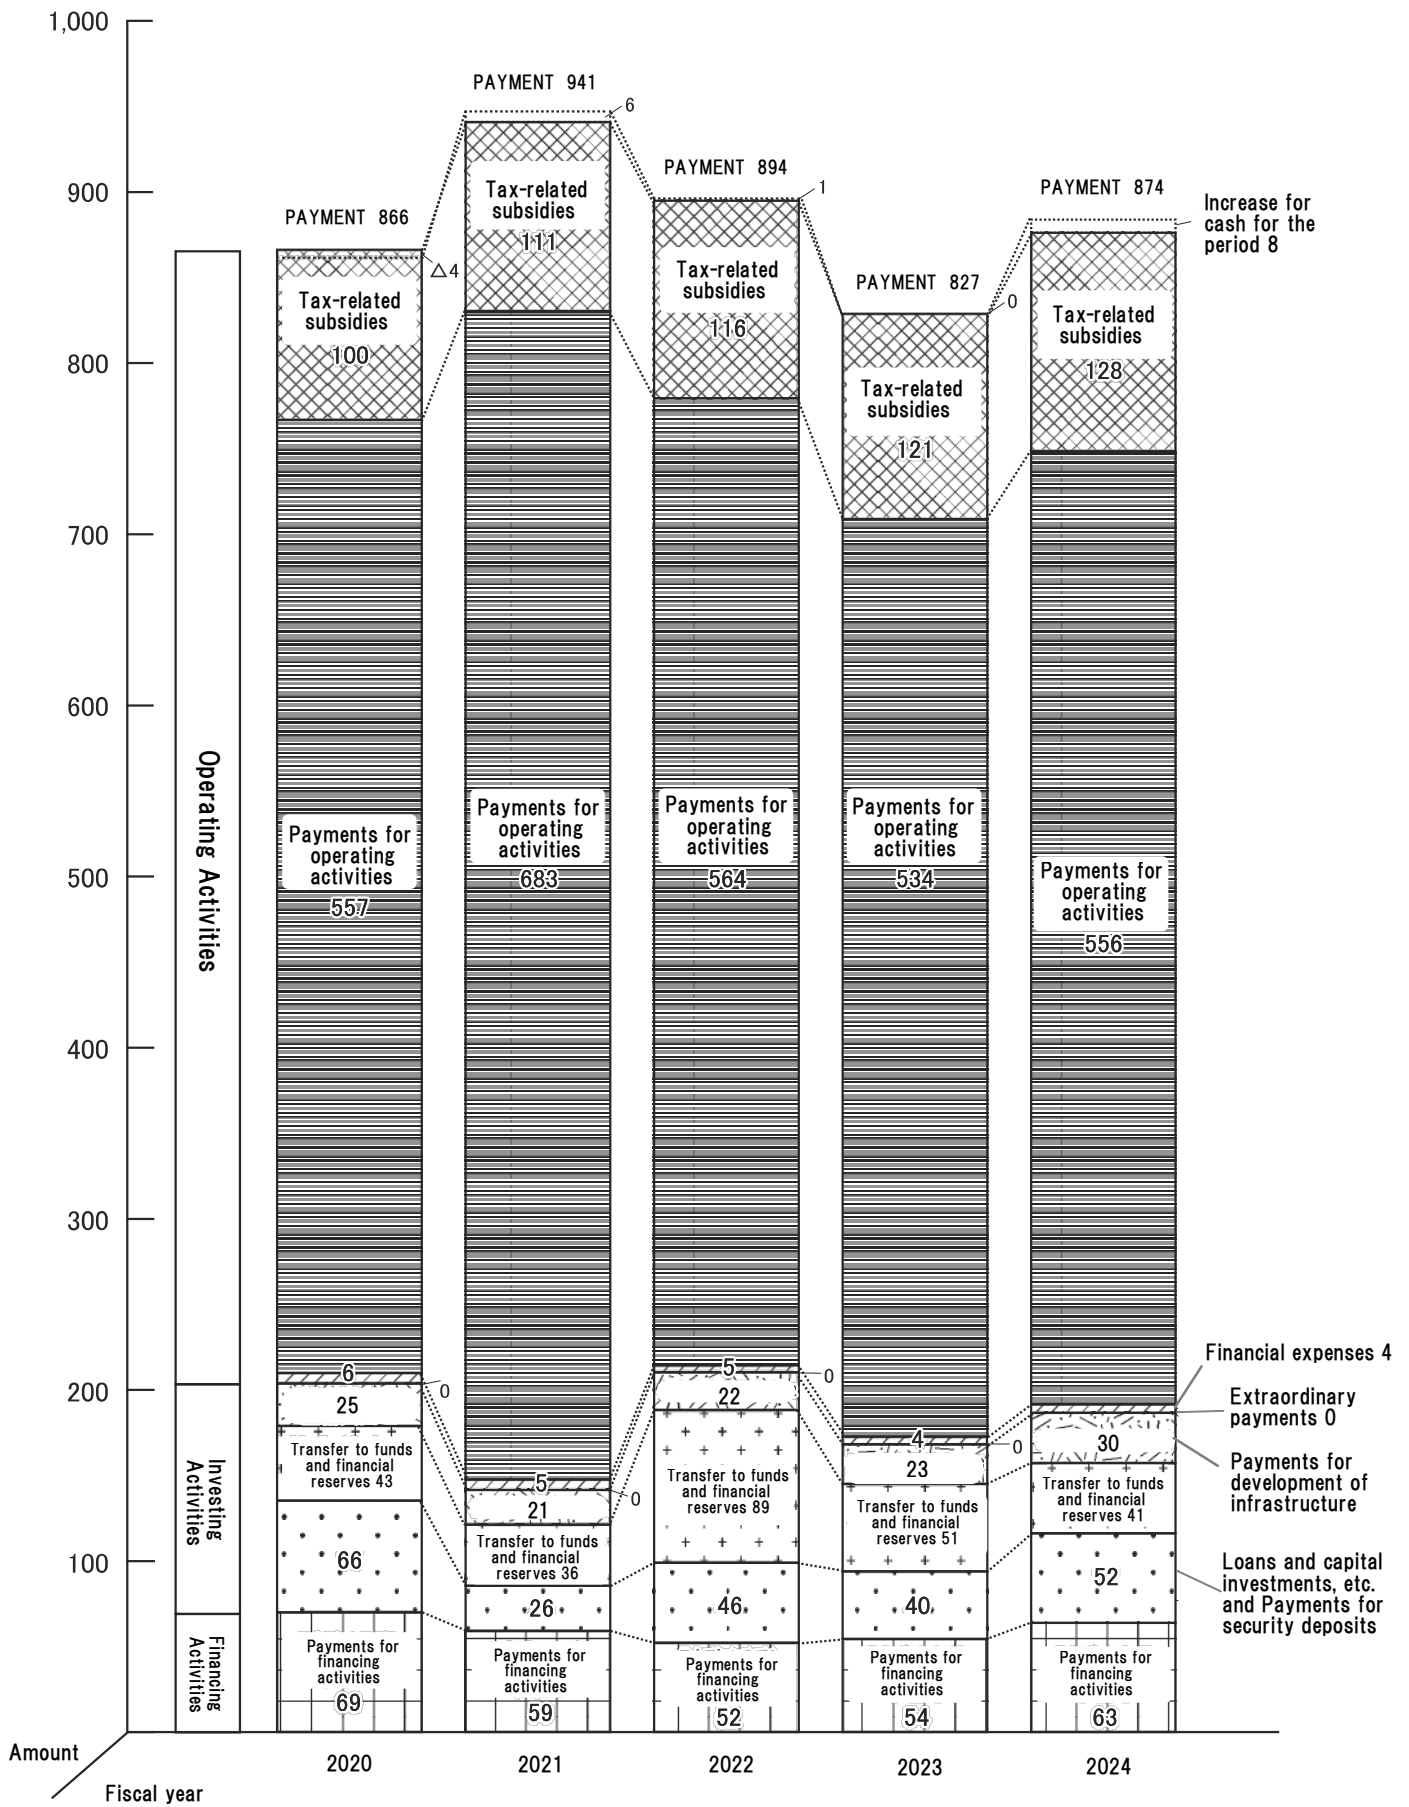 1,000
900
800
700
600
500
400
300
200
100
Amount
Fiscal year
Operating Activities
Investing
Activities
Financing
Activities
PAYMENT 866
△4
Tax-related
subsidies
100
Payments for
operating
activities
557
6
0
25
Transfer to funds
and financial
reserves 43
66
Payments for
financing
activities
69
2020
PAYMENT 941
6
Tax-related
subsidies
111
Payments for
operating
activities
683
5
0
21
Transfer to funds
and financial
reserves 36
26
Payments for
financing
activities
59
2021
PAYMENT 894
1
Tax-related
subsidies
116
Payments for
operating
activities
564
5
0
22
Transfer to funds
and financial
reserves 89
46
Payments for
financing
activities
52
2022
PAYMENT 827
0
Tax-related
subsidies
121
Payments for
operating
activities
534
4
0
23
Transfer to funds
and financial
reserves 51
40
Payments for
financing
activities
54
2023
PAYMENT 874
Increase for
cash for the
period 8
Tax-related
subsidies
128
Payments for
operating
activities
556
Financial expenses 4
Extraordinary
payments 0
30
Payments for
development of
infrastructure
Transfer to funds
and financial
reserves 41
52
Loans and capital
investments, etc.
and Payments for
security deposits
Payments for
financing
activities
63
2024